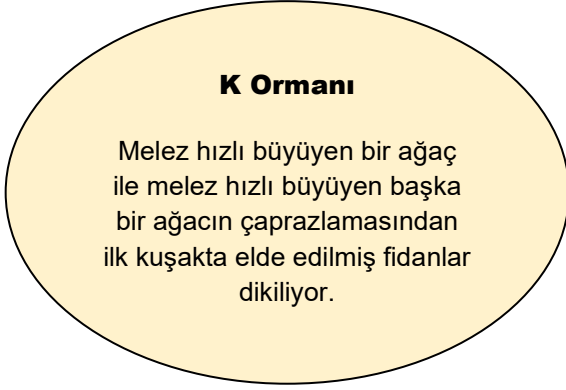 K Ormanı
Melez hızlı büyüyen bir ağaç
ile melez hızlı büyüyen başka
bir ağacın çaprazlamasından
ilk kuşakta elde edilmiş fidanlar
dikiliyor.